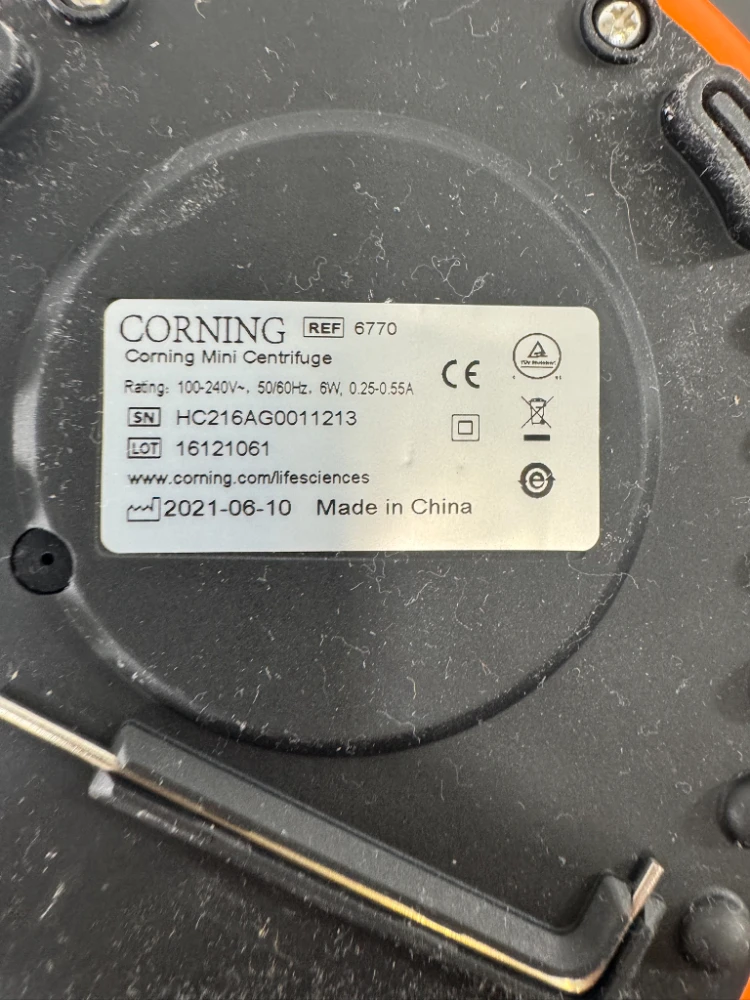 CORNING REF 6770
Corning Mini Centrifuge
Rating: 100-240V~, 50/60Hz, 6W, 0.25-0.55A
SN HC216AG0011213
LOT 16121061
www.corning.com/lifesciences
2021-06-10 Made in China
CE
e